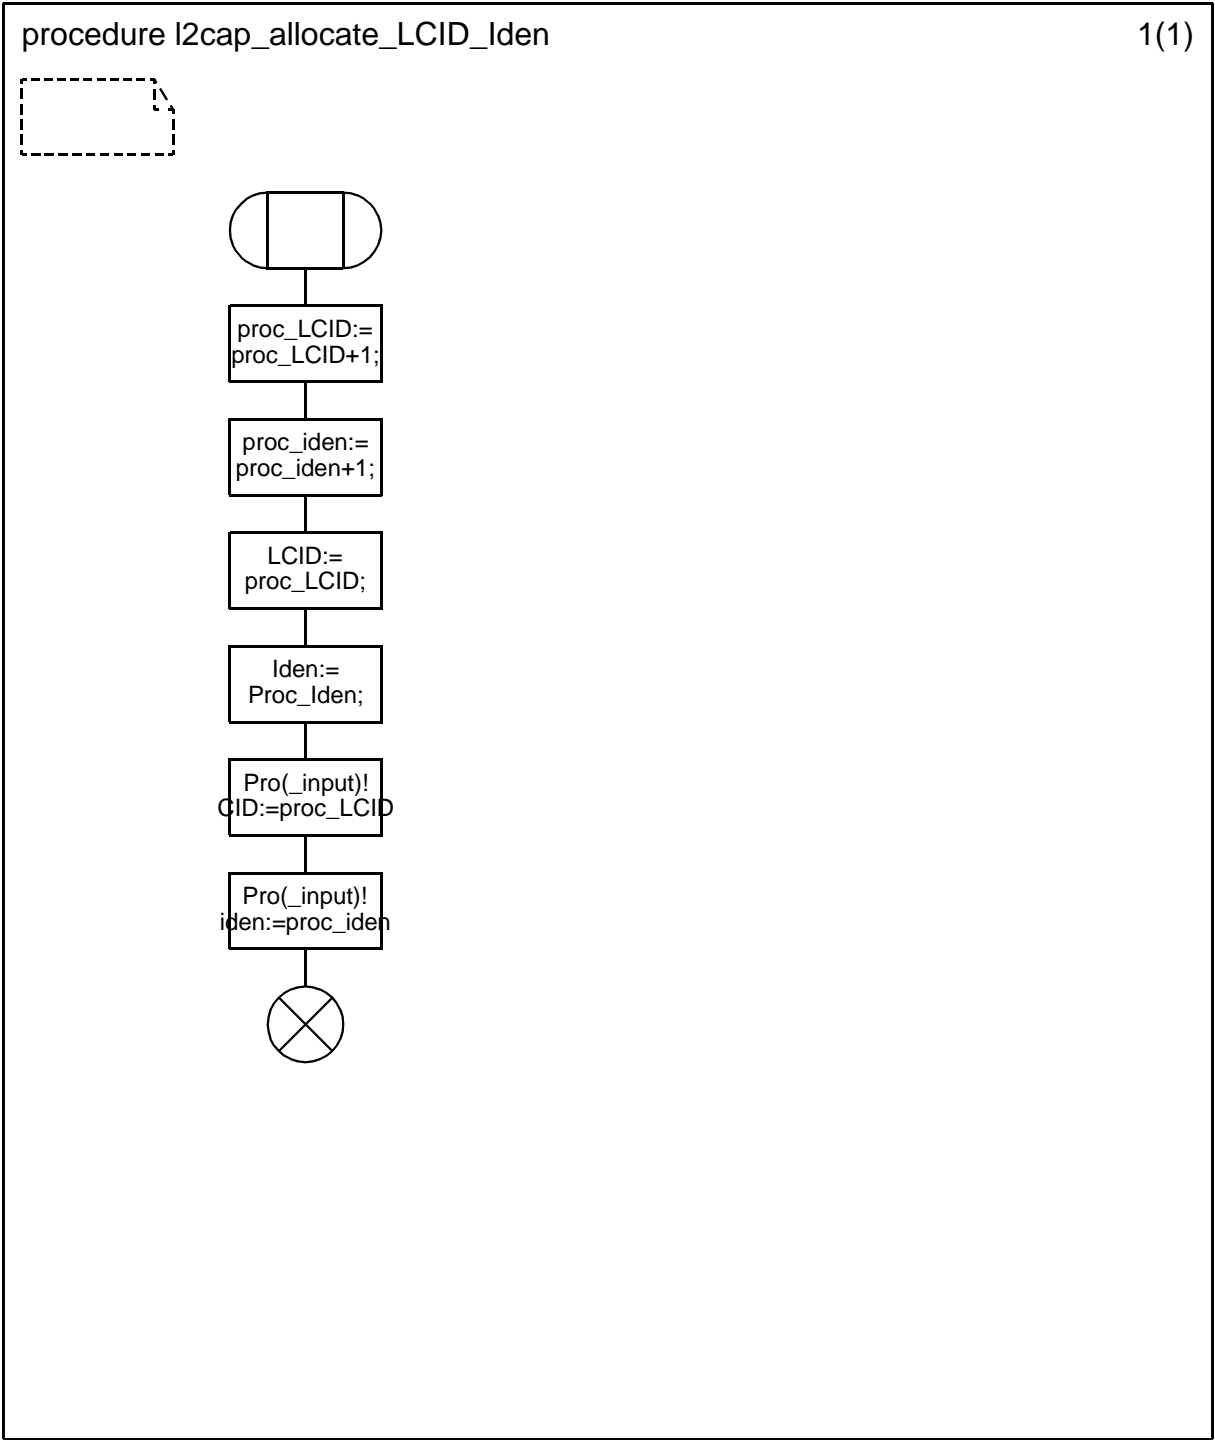 procedure l2cap_allocate_LCID_Iden 1(1)
proc_LCID:=
proc_LCID+1;
proc_iden:=
proc_iden+1;
LCID:=
proc_LCID;
Iden:=
Proc_Iden;
Pro(_input)!
CID:=proc_LCID
Pro(_input)!
iden:=proc_iden